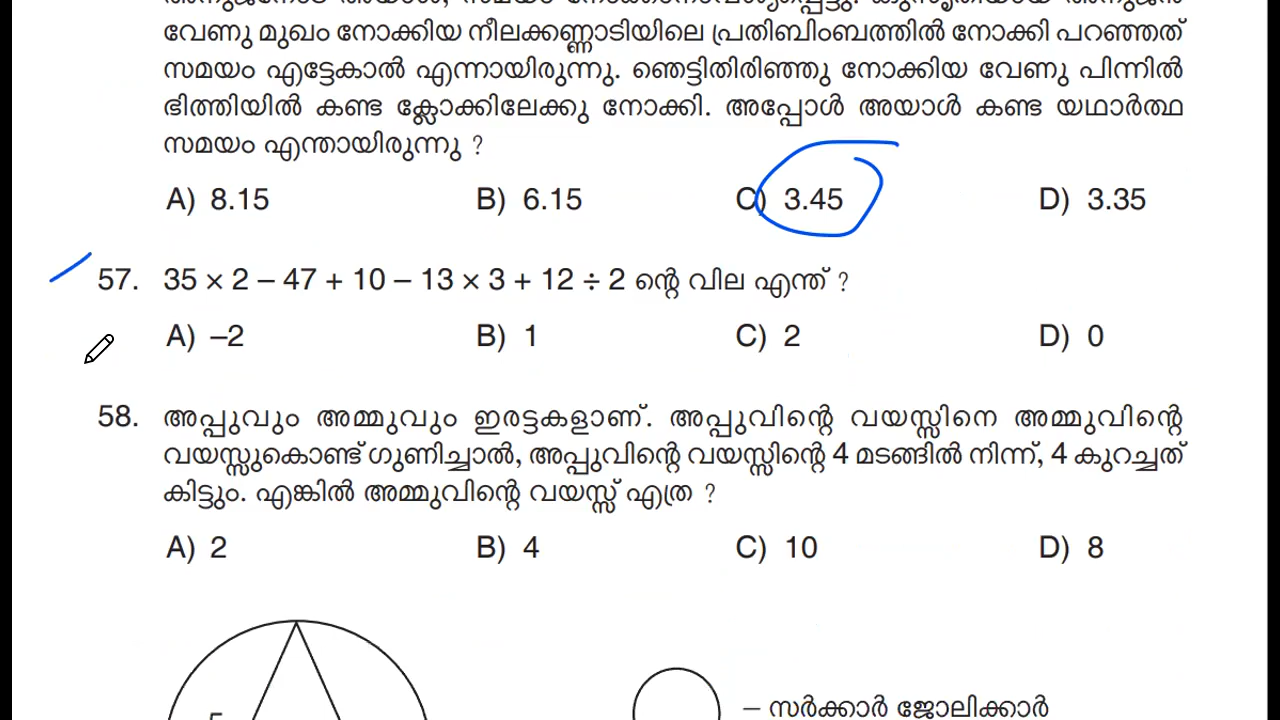 വേണു മുഖം നോക്കിയ നീലക്കണ്ണാടിയിലെ പ്രതിബിംബത്തിൽ നോക്കി പറഞ്ഞത്
സമയം എട്ടേകാൽ എന്നായിരുന്നു. ഞെട്ടിതിരിഞ്ഞു നോക്കിയ വേണു പിന്നിൽ
ഭിത്തിയിൽ കണ്ട ക്ലോക്കിലേക്കു നോക്കി. അപ്പോൾ അയാൾ കണ്ട യഥാർത്ഥ
സമയം എന്തായിരുന്നു ?
A) 8.15 B) 6.15 C) 3.45 D) 3.35
57. 35 × 2 – 47 + 10 – 13 × 3 + 12 ÷ 2 ന്റെ വില എന്ത് ?
A) –2 B) 1 C) 2 D) 0
58. അപ്പുവും അമ്മുവും ഇരട്ടകളാണ്. അപ്പുവിന്റെ വയസ്സിനെ അമ്മുവിന്റെ
വയസ്സുകൊണ്ട് ഗുണിച്ചാൽ, അപ്പുവിന്റെ വയസ്സിന്റെ 4 മടങ്ങിൽ നിന്ന്, 4 കുറച്ചത്
കിട്ടും. എങ്കിൽ അമ്മുവിന്റെ വയസ്സ് എത്ര ?
A) 2 B) 4 C) 10 D) 8
– സർക്കാർ ജോലിക്കാർ